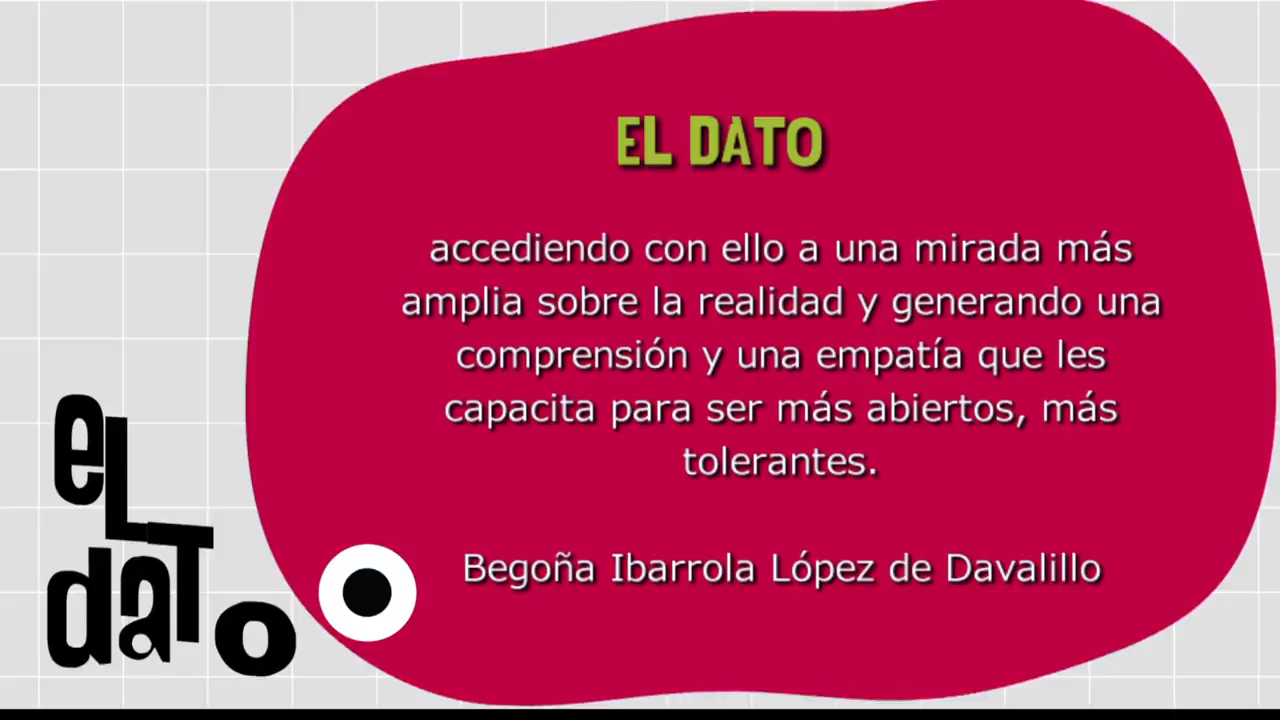 EL DATO
accediendo con ello a una mirada más
amplia sobre la realidad y generando una
comprensión y una empatía que les
capacita para ser más abiertos, más
tolerantes.
Begoña Ibarrola López de Davalillo
eL
daTo